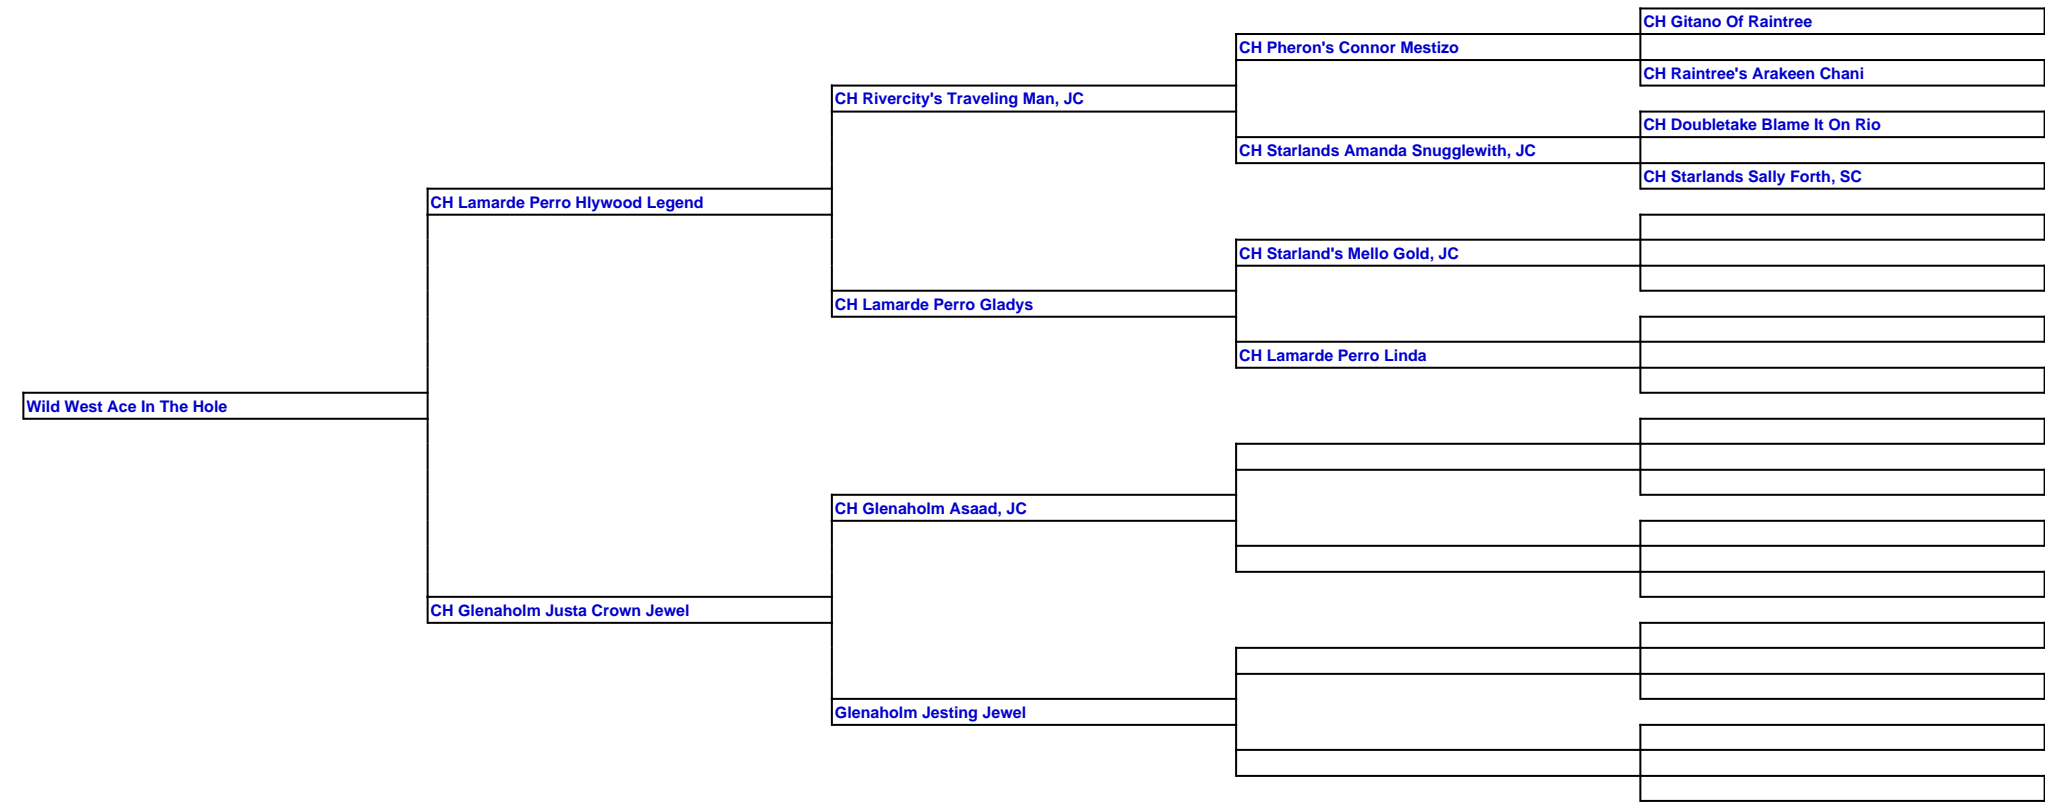 CH Gitano Of Raintree
CH Pheron's Connor Mestizo
CH Raintree's Arakeen Chani
CH Rivercity's Traveling Man, JC
CH Doubletake Blame It On Rio
CH Starlands Amanda Snugglewith, JC
CH Starlands Sally Forth, SC
CH Lamarde Perro Hlywood Legend
CH Starland's Mello Gold, JC
CH Lamarde Perro Gladys
CH Lamarde Perro Linda
Wild West Ace In The Hole
CH Glenaholm Asaad, JC
CH Glenaholm Justa Crown Jewel
Glenaholm Jesting Jewel